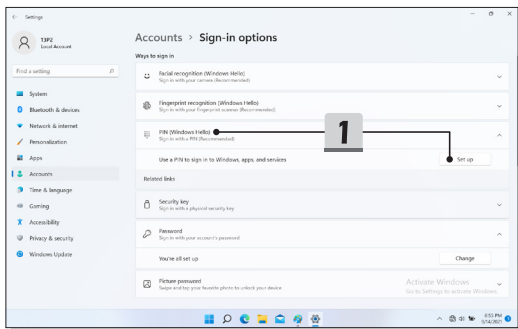 Settings
13P2
Local Account
Accounts > Sign-in options
Ways to sign in
Find a setting
System
Bluetooth & devices
Network & internet
Personalization
Apps
Accounts
Time & language
Gaming
Accessibility
Privacy & security
Windows Update
Facial recognition (Windows Hello)
Sign in with your camera (Recommended)
Fingerprint recognition (Windows Hello)
Sign in with your fingerprint scanner (Recommended)
PIN (Windows Hello)
Sign in with a PIN (Recommended)
1
Use a PIN to sign in to Windows, apps, and services
Set up
Related links
Security key
Sign in with a physical security key
Password
Sign in with your account's password
You're all set up
Change
Picture password
Swipe and tap your favorite photo to unlock your device
Activate Windows
Go to Settings to activate Windows.
6:53 PM
5/14/2021